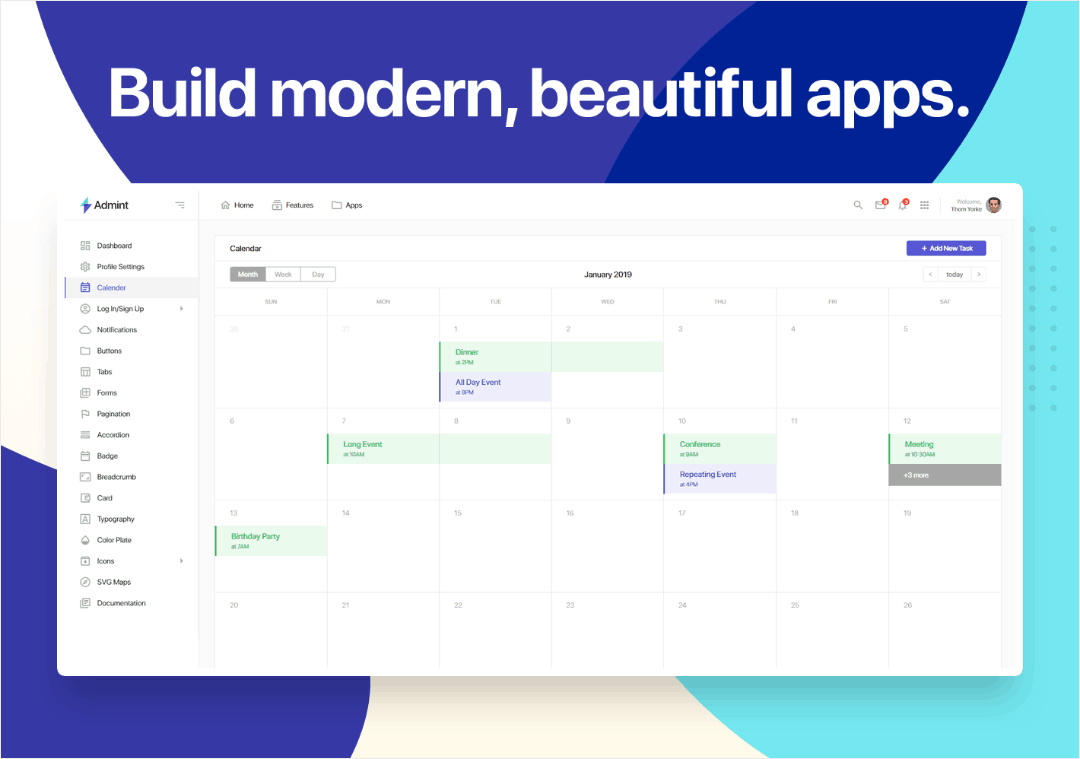 Build modern, beautiful apps.
Admint
Home
Features
Apps
Welcome,
Thom Yorke
Dashboard
Profile Settings
Calender
Log In/Sign Up
Notifications
Buttons
Tabs
Forms
Pagination
Accordion
Badge
Breadcrumb
Card
Typography
Color Plate
Icons
SVG Maps
Documentation
Calendar
+ Add New Task
Month Week Day
January 2019
< today >
SUN MON TUE WED THU FRI SAT
30 31 1 2 3 4 5
Dinner
at 2PM
All Day Event
at 8PM
6 7 8 9 10 11 12
Long Event
at 10AM
Conference
at 9AM
Repeating Event
at 4PM
Meeting
at 10:30AM
+3 more
13 14 15 16 17 18 19
Birthday Party
at 7AM
20 21 22 23 24 25 26